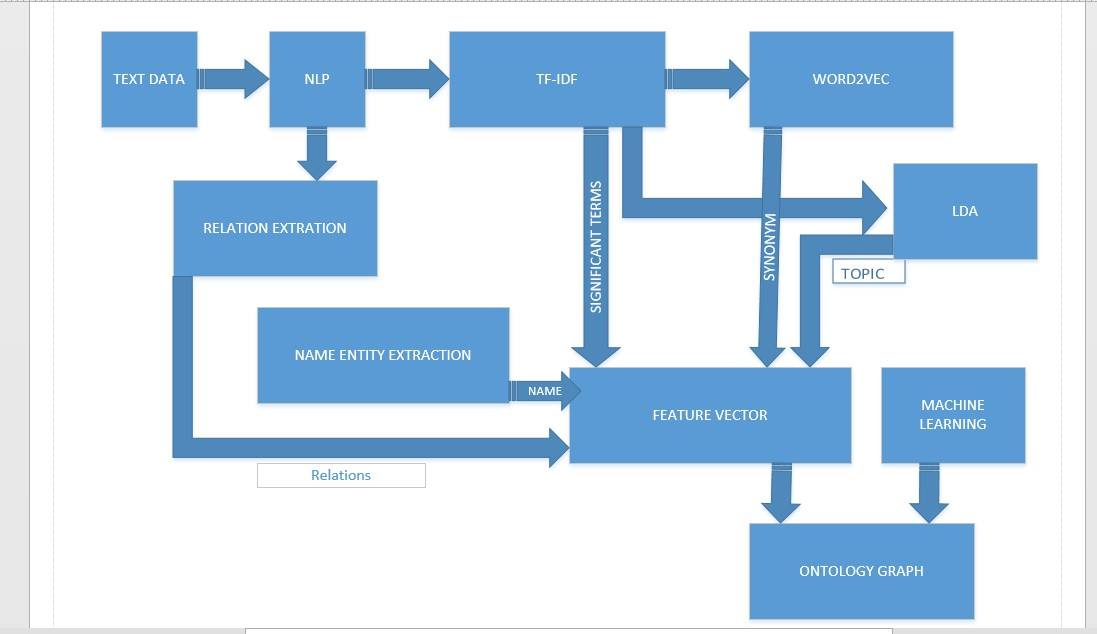 TEXT DATA
NLP
TF-IDF
WORD2VEC
RELATION EXTRATION
SIGNIFICANT TERMS
SYNONYM
LDA
TOPIC
NAME ENTITY EXTRACTION
NAME
FEATURE VECTOR
MACHINE
LEARNING
Relations
ONTOLOGY GRAPH